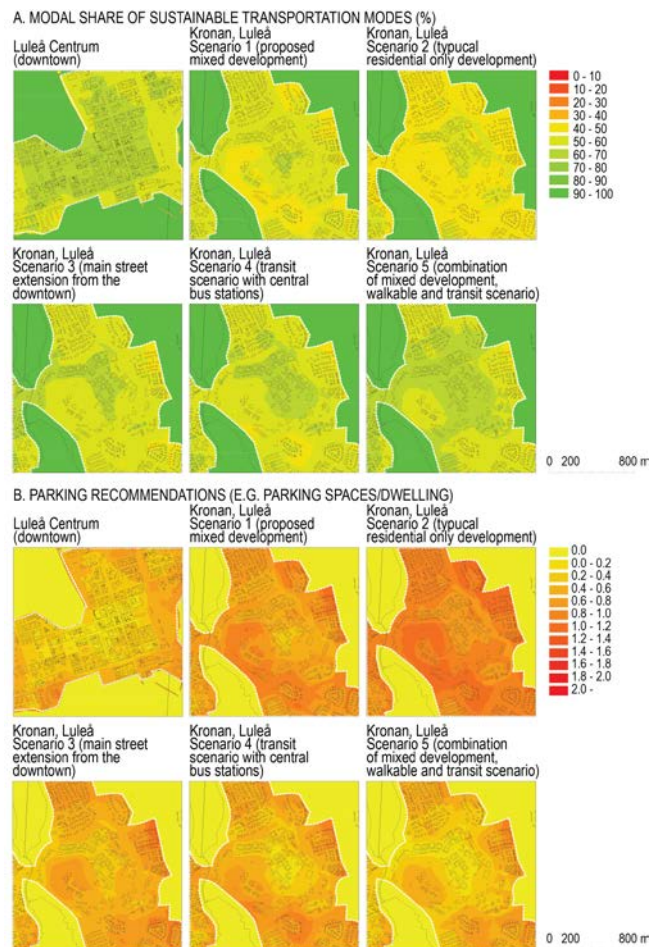 A. MODAL SHARE OF SUSTAINABLE TRANSPORTATION MODES (%)
Luleå Centrum
(downtown)
Kronan, Luleå
Scenario 1 (proposed
mixed development)
Kronan, Luleå
Scenario 2 (typucal
residential only development)
0 - 10
10 - 20
20 - 30
30 - 40
40 - 50
50 - 60
60 - 70
70 - 80
80 - 90
90 - 100
Kronan, Luleå
Scenario 3 (main street
extension from the
downtown)
Kronan, Luleå
Scenario 4 (transit
scenario with central
bus stations)
Kronan, Luleå
Scenario 5 (combination
of mixed development,
walkable and transit scenario)
0 200 800 m
B. PARKING RECOMMENDATIONS (E.G. PARKING SPACES/DWELLING)
Luleå Centrum
(downtown)
Kronan, Luleå
Scenario 1 (proposed
mixed development)
Kronan, Luleå
Scenario 2 (typucal
residential only development)
0.0
0.0 - 0.2
0.2 - 0.4
0.4 - 0.6
0.6 - 0.8
0.8 - 1.0
1.0 - 1.2
1.2 - 1.4
1.4 - 1.6
1.6 - 1.8
1.8 - 2.0
2.0 -
Kronan, Luleå
Scenario 3 (main street
extension from the
downtown)
Kronan, Luleå
Scenario 4 (transit
scenario with central
bus stations)
Kronan, Luleå
Scenario 5 (combination
of mixed development,
walkable and transit scenario)
0 200 800 m